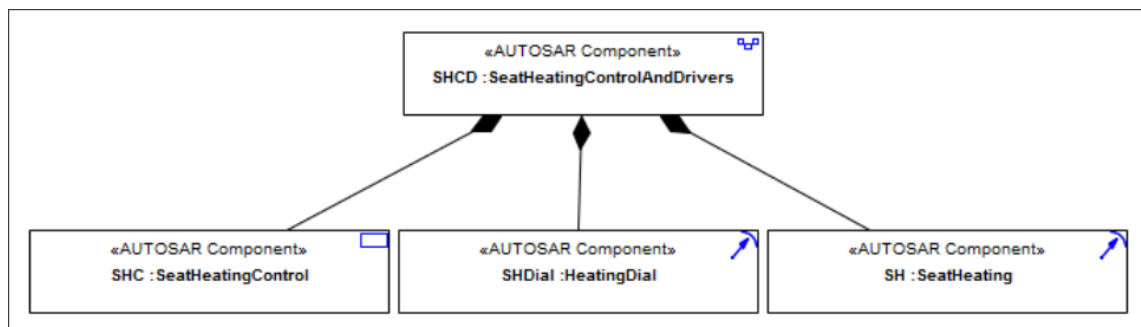 «AUTOSAR Component»
SHCD :SeatHeatingControlAndDrivers
«AUTOSAR Component»
SHC :SeatHeatingControl
«AUTOSAR Component»
SHDial :HeatingDial
«AUTOSAR Component»
SH :SeatHeating